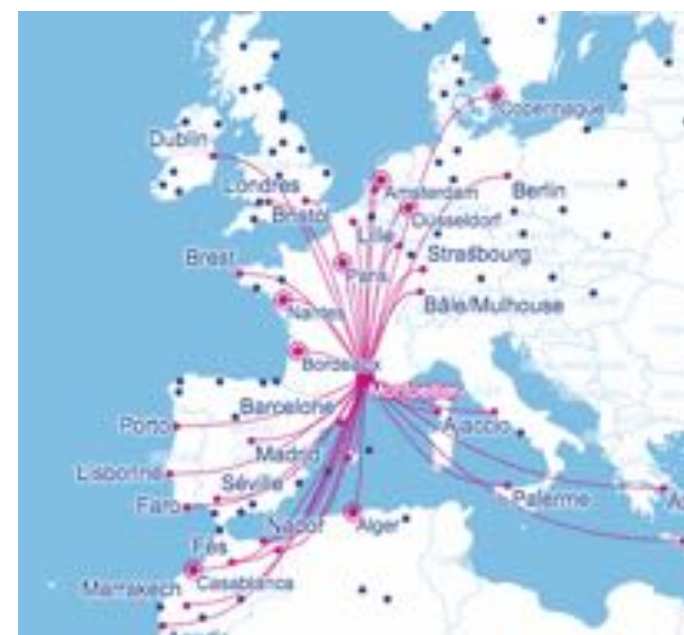 Copenhague
Dublin
Londres
Amsterdam
Berlin
Bristol
Düsseldorf
Lille
Brest
Straßbourg
Paris
Nantes
Bâle/Mulhouse
Bordeaux
Barcelone
Ajaccio
Porto
Madrid
Lisbonne
Séville
Palerme
Faro
Nador
Alger
Fès
Marrakech
Casablanca